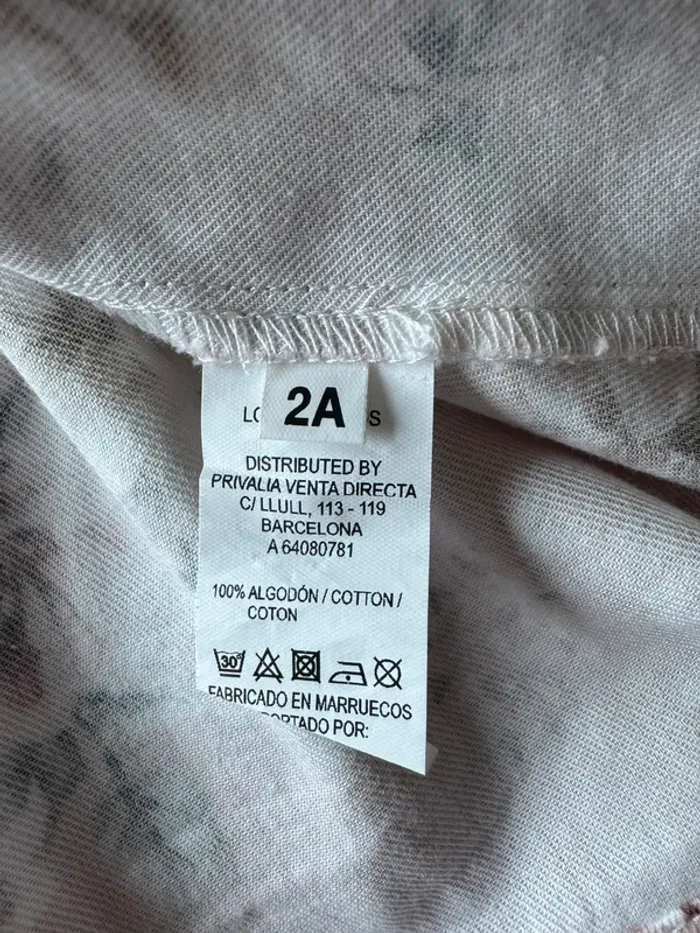 2A
DISTRIBUTED BY
PRIVALIA VENTA DIRECTA
C/ LLULL, 113 - 119
BARCELONA
A 64080781
100% ALGODÓN / COTTON /
COTON
30°
FABRICADO EN MARRUECOS
POR: